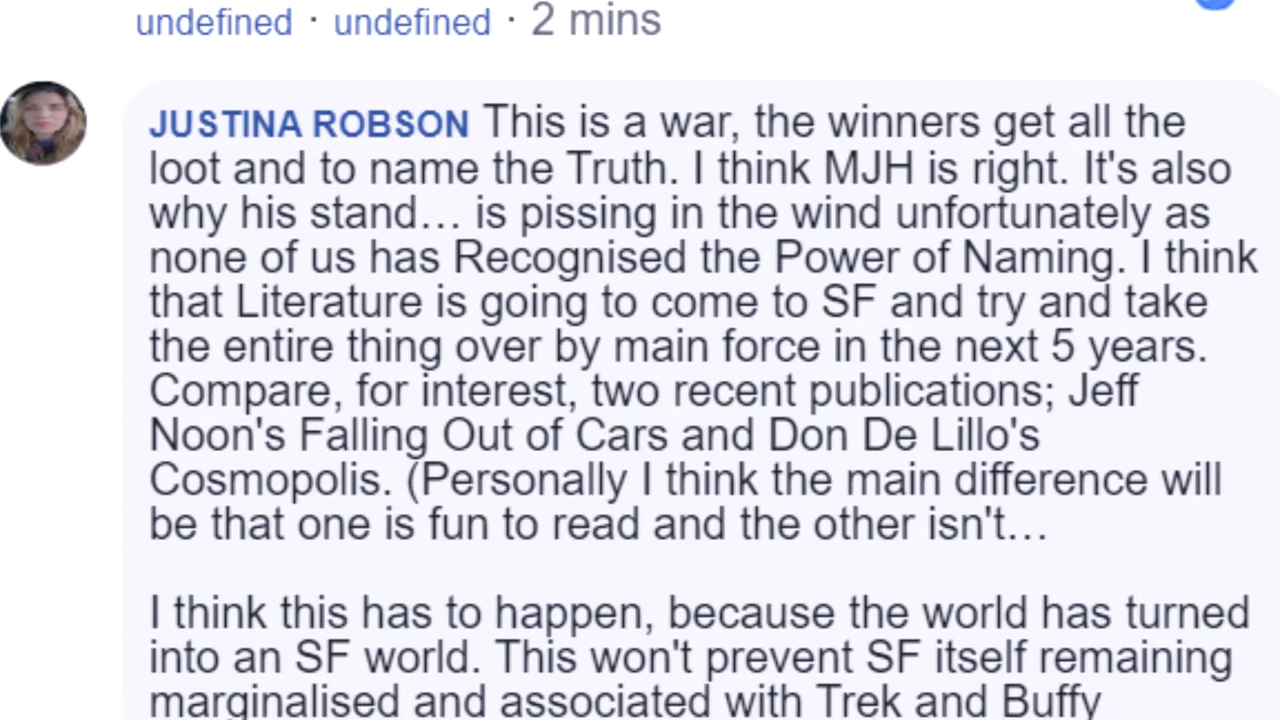 undefined · undefined · 2 mins
JUSTINA ROBSON This is a war, the winners get all the
loot and to name the Truth. I think MJH is right. It's also
why his stand… is pissing in the wind unfortunately as
none of us has Recognised the Power of Naming. I think
that Literature is going to come to SF and try and take
the entire thing over by main force in the next 5 years.
Compare, for interest, two recent publications; Jeff
Noon's Falling Out of Cars and Don De Lillo's
Cosmopolis. (Personally I think the main difference will
be that one is fun to read and the other isn't…
I think this has to happen, because the world has turned
into an SF world. This won't prevent SF itself remaining
marginalised and associated with Trek and Buffy